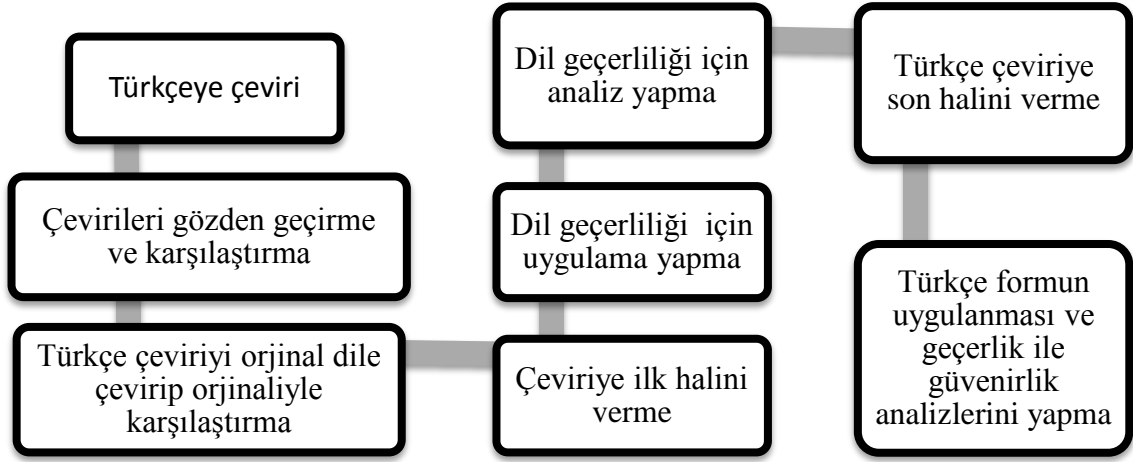 Türkçeye çeviri
Çevirileri gözden geçirme
ve karşılaştırma
Türkçe çeviriyi orjinal dile
çevirip orjinaliyle
karşılaştırma
Çeviriye ilk halini
verme
Dil geçerliliği için
uygulama yapma
Dil geçerliliği için
analiz yapma
Türkçe çeviriye
son halini verme
Türkçe formun
uygulanması ve
geçerlik ile
güvenirlik
analizlerini yapma